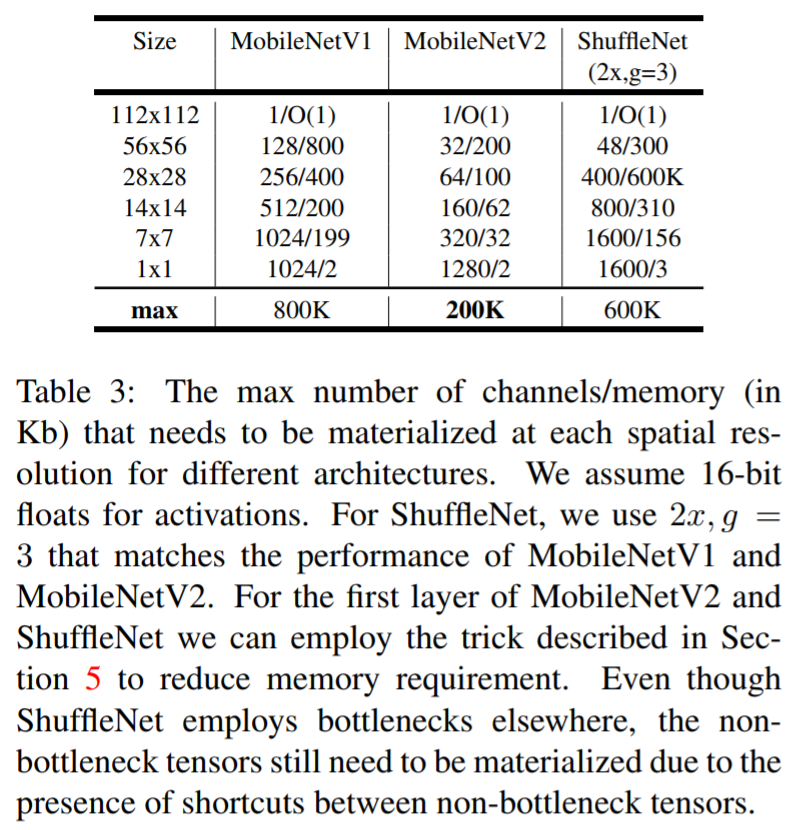 Size MobileNetV1 MobileNetV2 ShuffleNet
(2x,g=3)
112x112 1/O(1) 1/O(1) 1/O(1)
56x56 128/800 32/200 48/300
28x28 256/400 64/100 400/600K
14x14 512/200 160/62 800/310
7x7 1024/199 320/32 1600/156
1x1 1024/2 1280/2 1600/3
max 800K 200K 600K
Table 3: The max number of channels/memory (in
Kb) that needs to be materialized at each spatial res-
olution for different architectures. We assume 16-bit
floats for activations. For ShuffleNet, we use 2x, g =
3 that matches the performance of MobileNetV1 and
MobileNetV2. For the first layer of MobileNetV2 and
ShuffleNet we can employ the trick described in Sec-
tion 5 to reduce memory requirement. Even though
ShuffleNet employs bottlenecks elsewhere, the non-
bottleneck tensors still need to be materialized due to the
presence of shortcuts between non-bottleneck tensors.